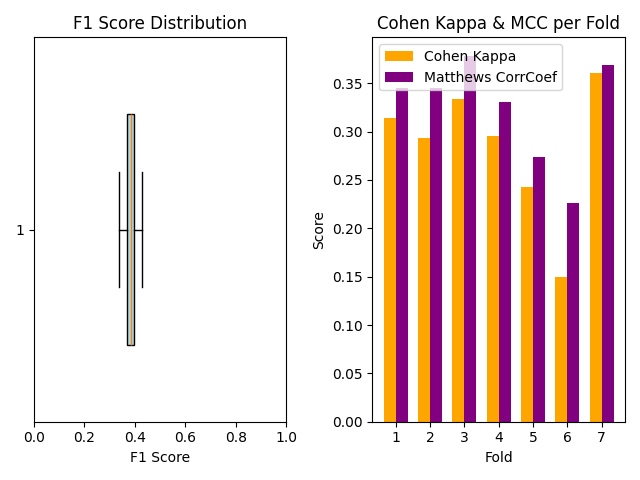 F1 Score Distribution
1
0.0 0.2 0.4 0.6 0.8 1.0
F1 Score
Cohen Kappa & MCC per Fold
Cohen Kappa
Matthews CorrCoef
0.35
0.30
0.25
0.20
0.15
0.10
0.05
0.00
Score
1 2 3 4 5 6 7
Fold